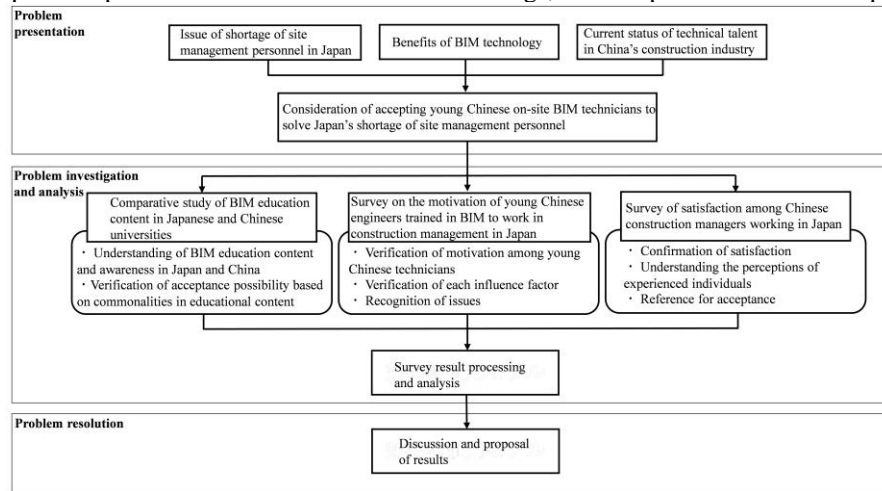 Problem
presentation
Issue of shortage of site
management personnel in Japan
Benefits of BIM technology
Current status of technical talent
in China's construction industry
Consideration of accepting young Chinese on-site BIM technicians to
solve Japan's shortage of site management personnel
Problem investigation
and analysis
Comparative study of BIM education
content in Japanese and Chinese
universities
・Understanding of BIM education content
and awareness in Japan and China
・Verification of acceptance possibility based
on commonalities in educational content
Survey on the motivation of young Chinese
engineers trained in BIM to work in
construction management in Japan
・Verification of motivation among young
Chinese technicians
・Verification of each influence factor
・Recognition of issues
Survey of satisfaction among Chinese
construction managers working in Japan
・Confirmation of satisfaction
・Understanding the perceptions of
experienced individuals
・Reference for acceptance
Survey result processing
and analysis
Problem resolution
Discussion and proposal
of results